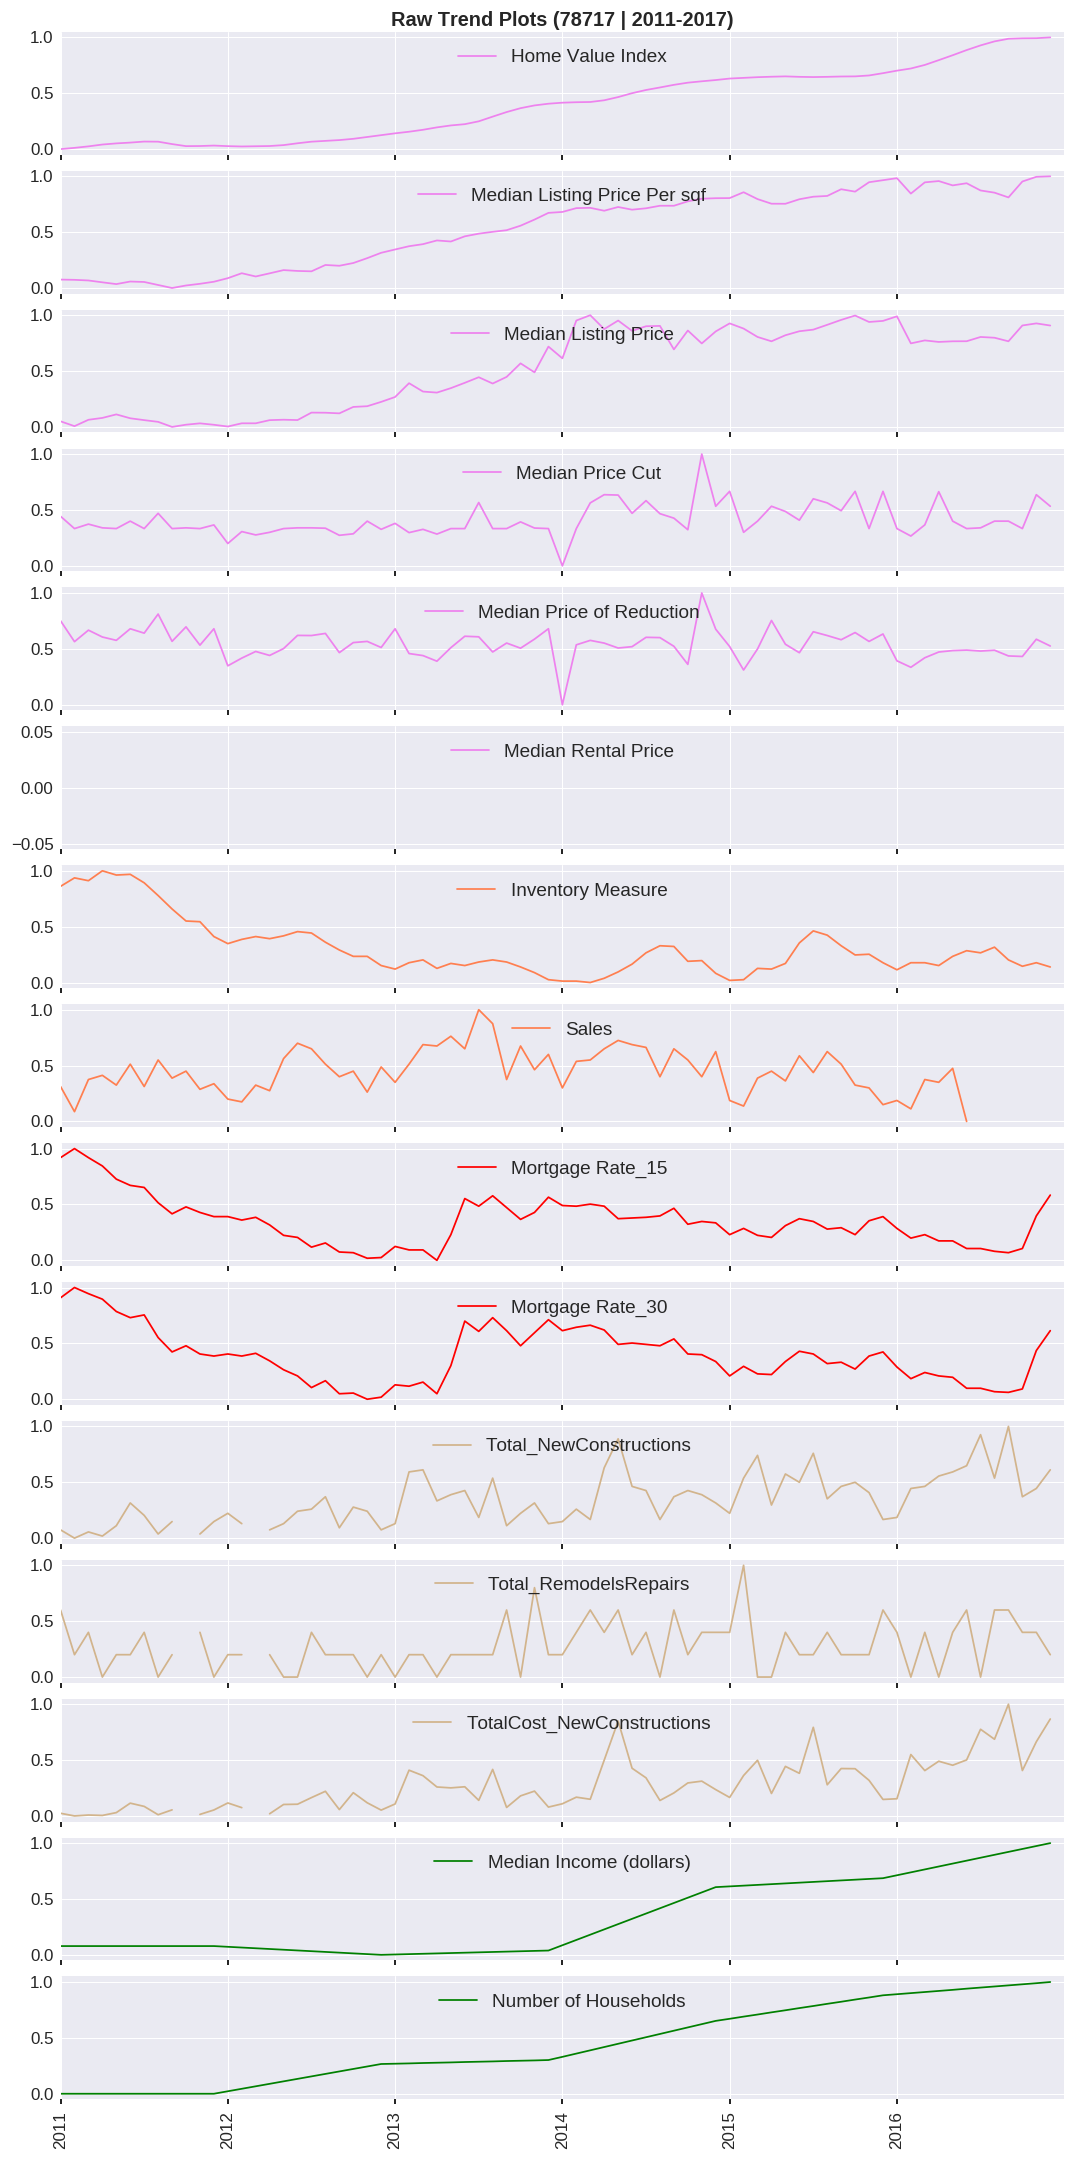 Raw Trend Plots (78717 | 2011-2017)
1.0
Home Value Index
0.5
0.0
1.0
Median Listing Price Per sqf
0.5
0.0
1.0
Median Listing Price
0.5
0.0
1.0
Median Price Cut
0.5
0.0
1.0
Median Price of Reduction
0.5
0.0
0.05
Median Rental Price
0.00
−0.05
1.0
Inventory Measure
0.5
0.0
1.0
Sales
0.5
0.0
1.0
Mortgage Rate_15
0.5
0.0
1.0
Mortgage Rate_30
0.5
0.0
1.0
Total_NewConstructions
0.5
0.0
1.0
Total_RemodelsRepairs
0.5
0.0
1.0
TotalCost_NewConstructions
0.5
0.0
1.0
Median Income (dollars)
0.5
0.0
1.0
Number of Households
0.5
0.0
2011 2012 2013 2014 2015 2016